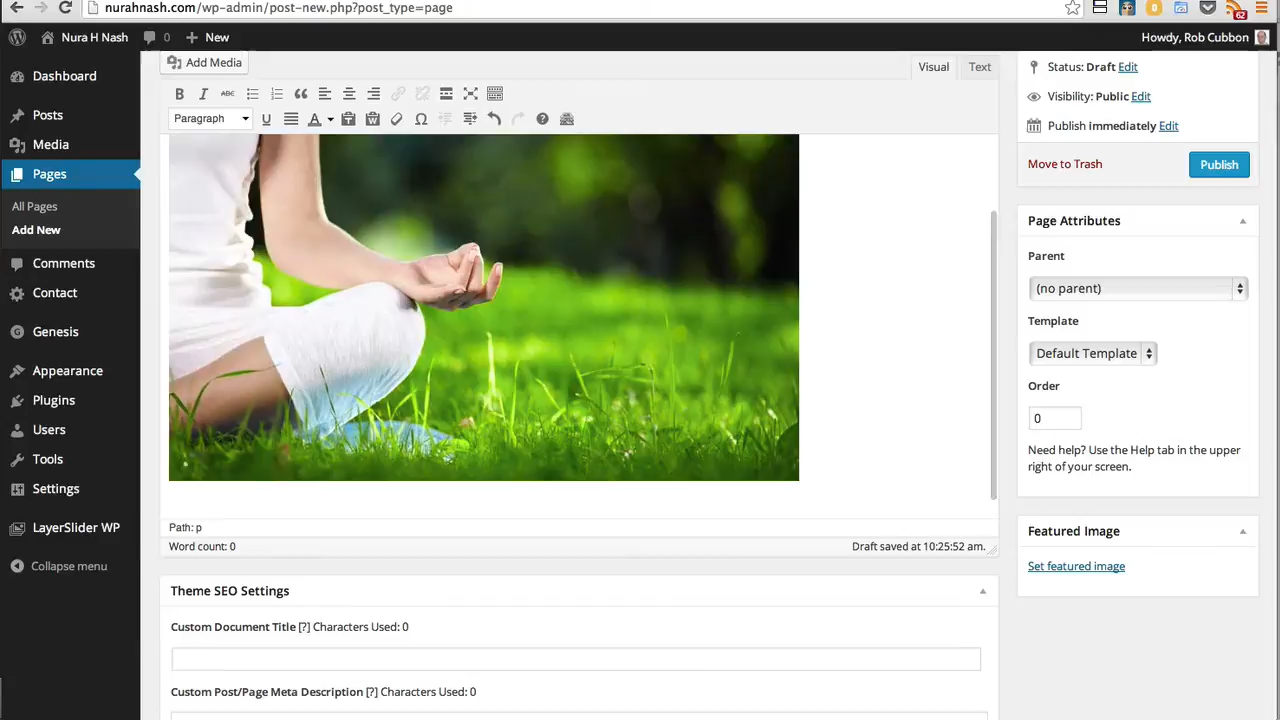 nurahnash.com/wp-admin/post-new.php?post_type=page
62
Nura H Nash 0 New
Howdy, Rob Cubbon
Dashboard
Posts
Media
Pages
All Pages
Add New
Comments
Contact
Genesis
Appearance
Plugins
Users
Tools
Settings
LayerSlider WP
Collapse menu
Add Media
Visual Text
B I ABC
Paragraph U A
Path: p
Word count: 0
Draft saved at 10:25:52 am.
Theme SEO Settings
Custom Document Title [?] Characters Used: 0
Custom Post/Page Meta Description [?] Characters Used: 0
Status: Draft Edit
Visibility: Public Edit
Publish immediately Edit
Move to Trash
Publish
Page Attributes
Parent
(no parent)
Template
Default Template
Order
0
Need help? Use the Help tab in the upper
right of your screen.
Featured Image
Set featured image